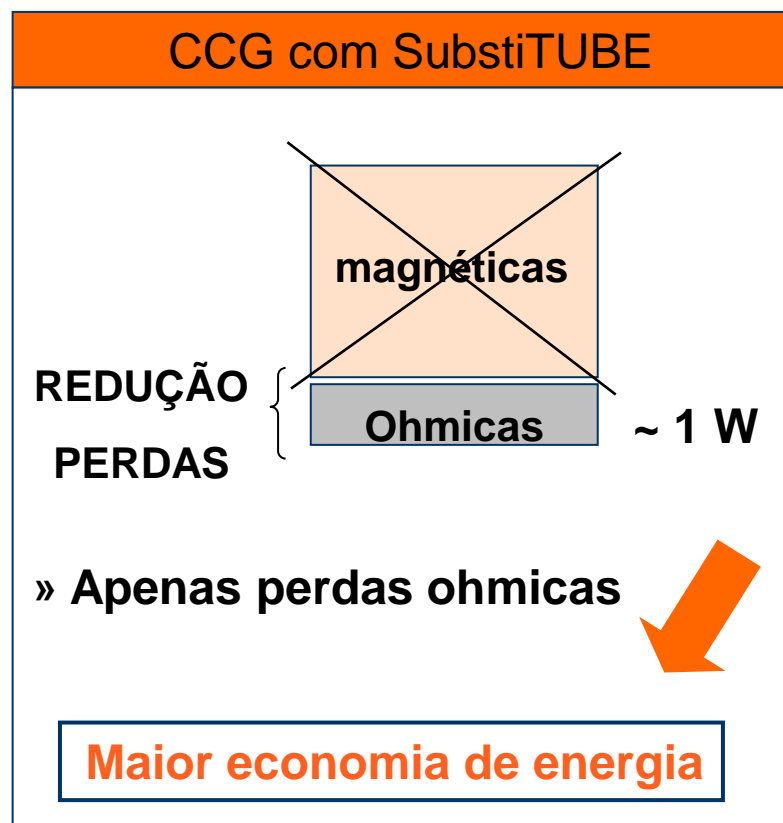 CCG com SubstiTUBE
magnéticas
REDUÇÃO
PERDAS
Ohmicas
~ 1 W
» Apenas perdas ohmicas
Maior economia de energia